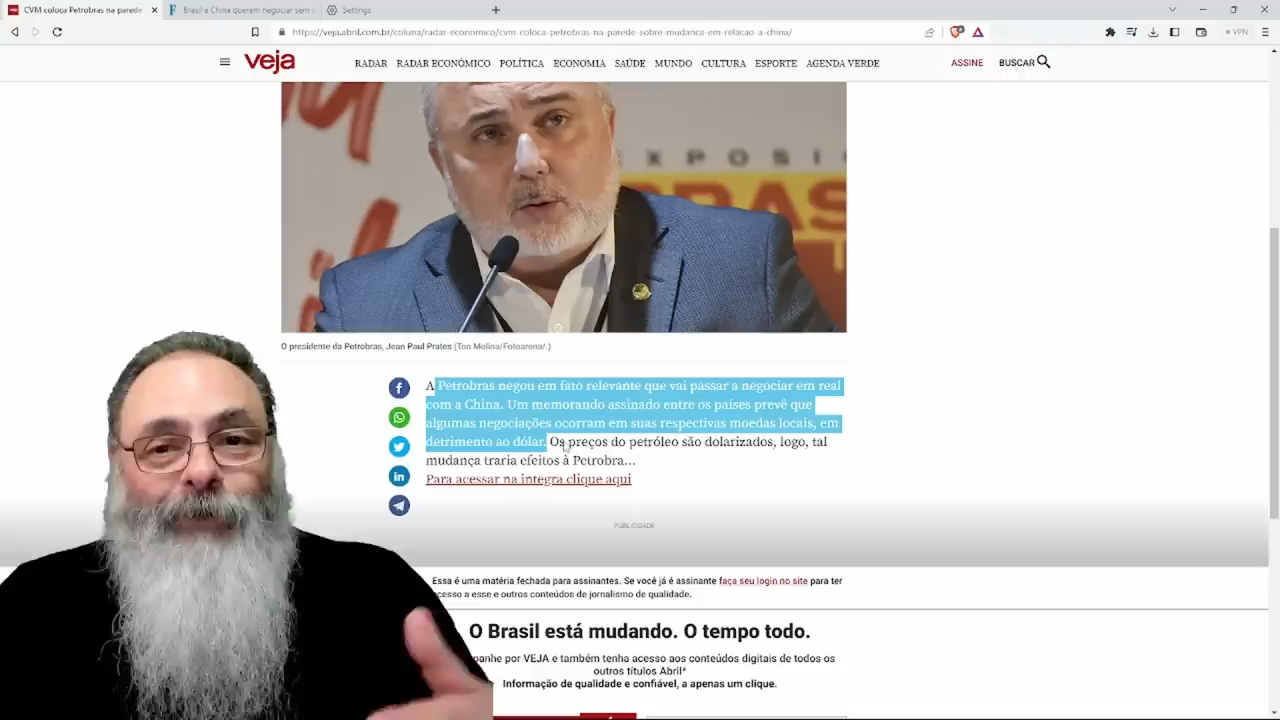 CVM coloca Petrobras na parede
Brasil e China querem negociar sem
Settings
https://veja.abril.com.br/coluna/radar-economico/cvm-coloca-petrobras-na-parede-sobre-mudanca-em-relacao-a-china/
VPN
veja
RADAR RADAR ECONÔMICO POLÍTICA ECONOMIA SAÚDE MUNDO CULTURA ESPORTE AGENDA VERDE
ASSINE BUSCAR
XPOSI
BRAS
O presidente da Petrobras, Jean Paul Prates (Ton Molina/Fotoarena/.)
A Petrobras negou em fato relevante que vai passar a negociar em real
com a China. Um memorando assinado entre os países prevê que
algumas negociações ocorram em suas respectivas moedas locais, em
detrimento ao dólar. Os preços do petróleo são dolarizados, logo, tal
mudança traria efeitos à Petrobra...
Para acessar na integra clique aqui
PUBLICIDADE
Essa é uma matéria fechada para assinantes. Se você já é assinante faça seu login no site para ter
cesso a esse e outros conteúdos de jornalismo de qualidade.
O Brasil está mudando. O tempo todo.
panhe por VEJA e também tenha acesso aos conteúdos digitais de todos os
outros títulos Abril*
Informação de qualidade e confiável, a apenas um clique.